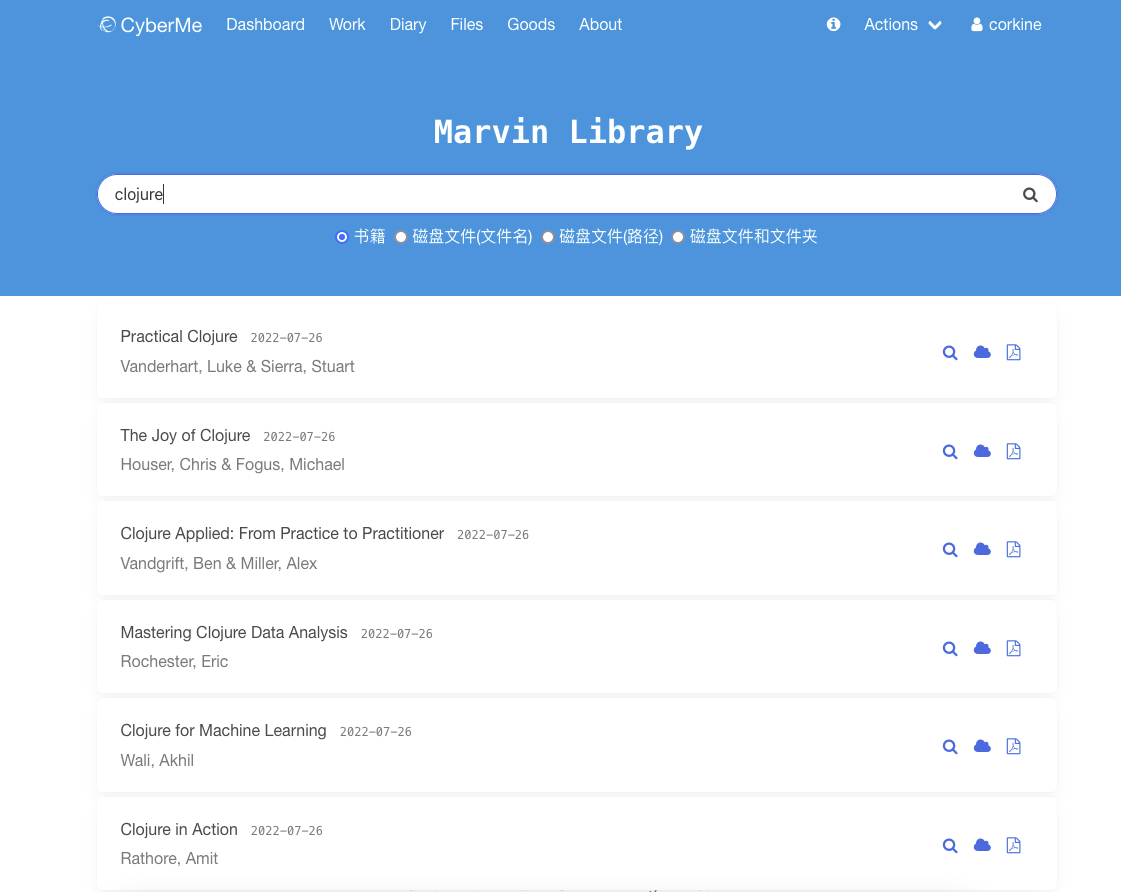 CyberMe Dashboard Work Diary Files Goods About Actions corkine
Marvin Library
clojure
书籍 磁盘文件(文件名) 磁盘文件(路径) 磁盘文件和文件夹
Practical Clojure 2022-07-26
Vanderhart, Luke & Sierra, Stuart
The Joy of Clojure 2022-07-26
Houser, Chris & Fogus, Michael
Clojure Applied: From Practice to Practitioner 2022-07-26
Vandgrift, Ben & Miller, Alex
Mastering Clojure Data Analysis 2022-07-26
Rochester, Eric
Clojure for Machine Learning 2022-07-26
Wali, Akhil
Clojure in Action 2022-07-26
Rathore, Amit